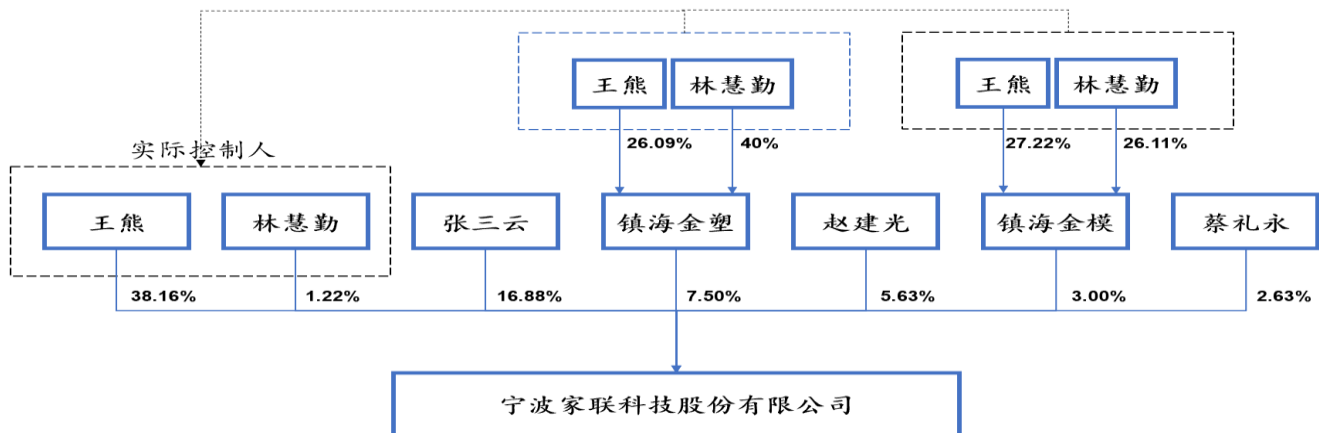 王熊 林慧勤 王熊 林慧勤
26.09% 40% 27.22% 26.11%
实际控制人
王熊 林慧勤 张三云 镇海金塑 赵建光 镇海金模 蔡礼永
38.16% 1.22% 16.88% 7.50% 5.63% 3.00% 2.63%
宁波家联科技股份有限公司